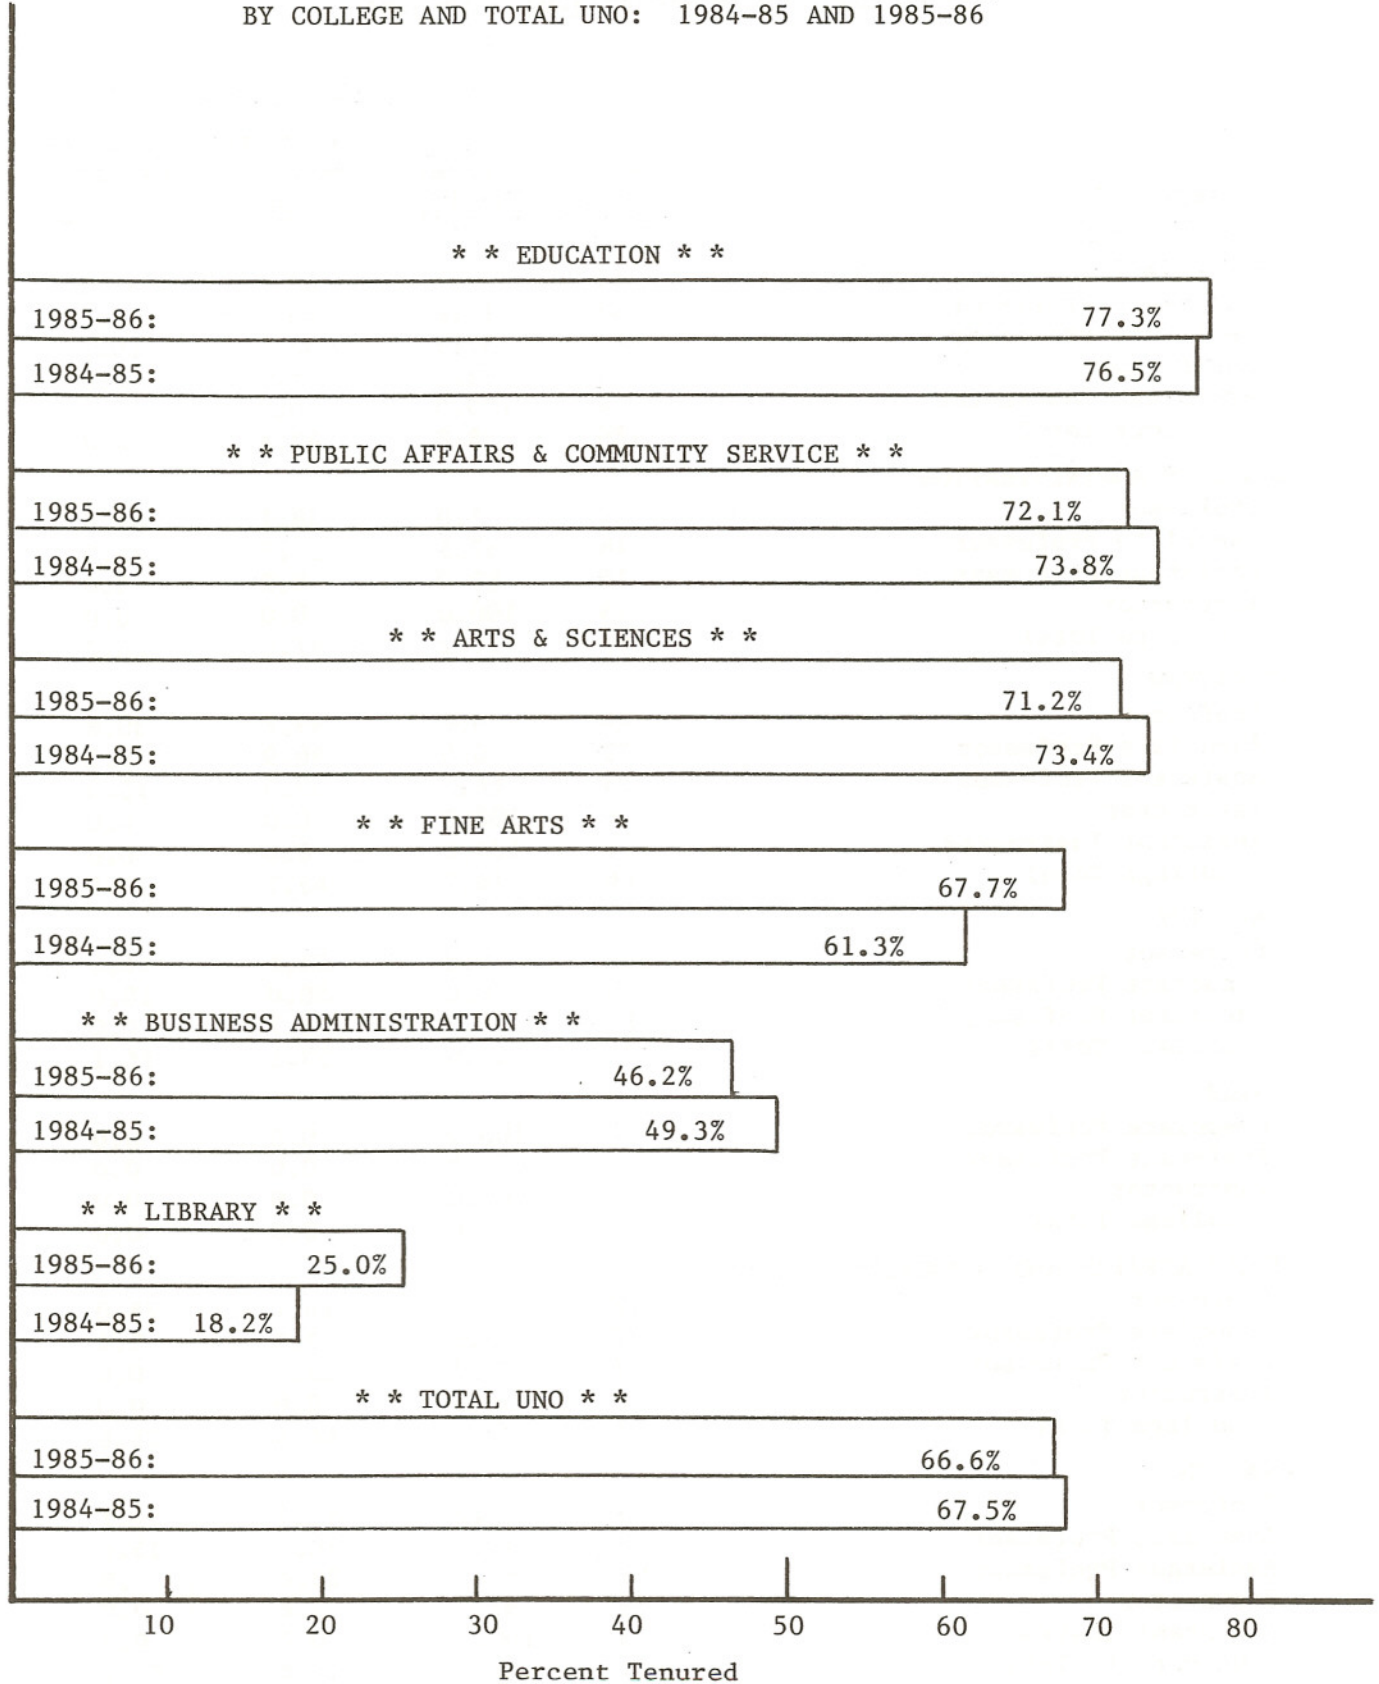 BY COLLEGE AND TOTAL UNO: 1984-85 AND 1985-86
* * EDUCATION * *
1985-86: 77.3%
1984-85: 76.5%
* * PUBLIC AFFAIRS & COMMUNITY SERVICE * *
1985-86: 72.1%
1984-85: 73.8%
* * ARTS & SCIENCES * *
1985-86: 71.2%
1984-85: 73.4%
* * FINE ARTS * *
1985-86: 67.7%
1984-85: 61.3%
* * BUSINESS ADMINISTRATION * *
1985-86: 46.2%
1984-85: 49.3%
* * LIBRARY * *
1985-86: 25.0%
1984-85: 18.2%
* * TOTAL UNO * *
1985-86: 66.6%
1984-85: 67.5%
10 20 30 40 50 60 70 80
Percent Tenured